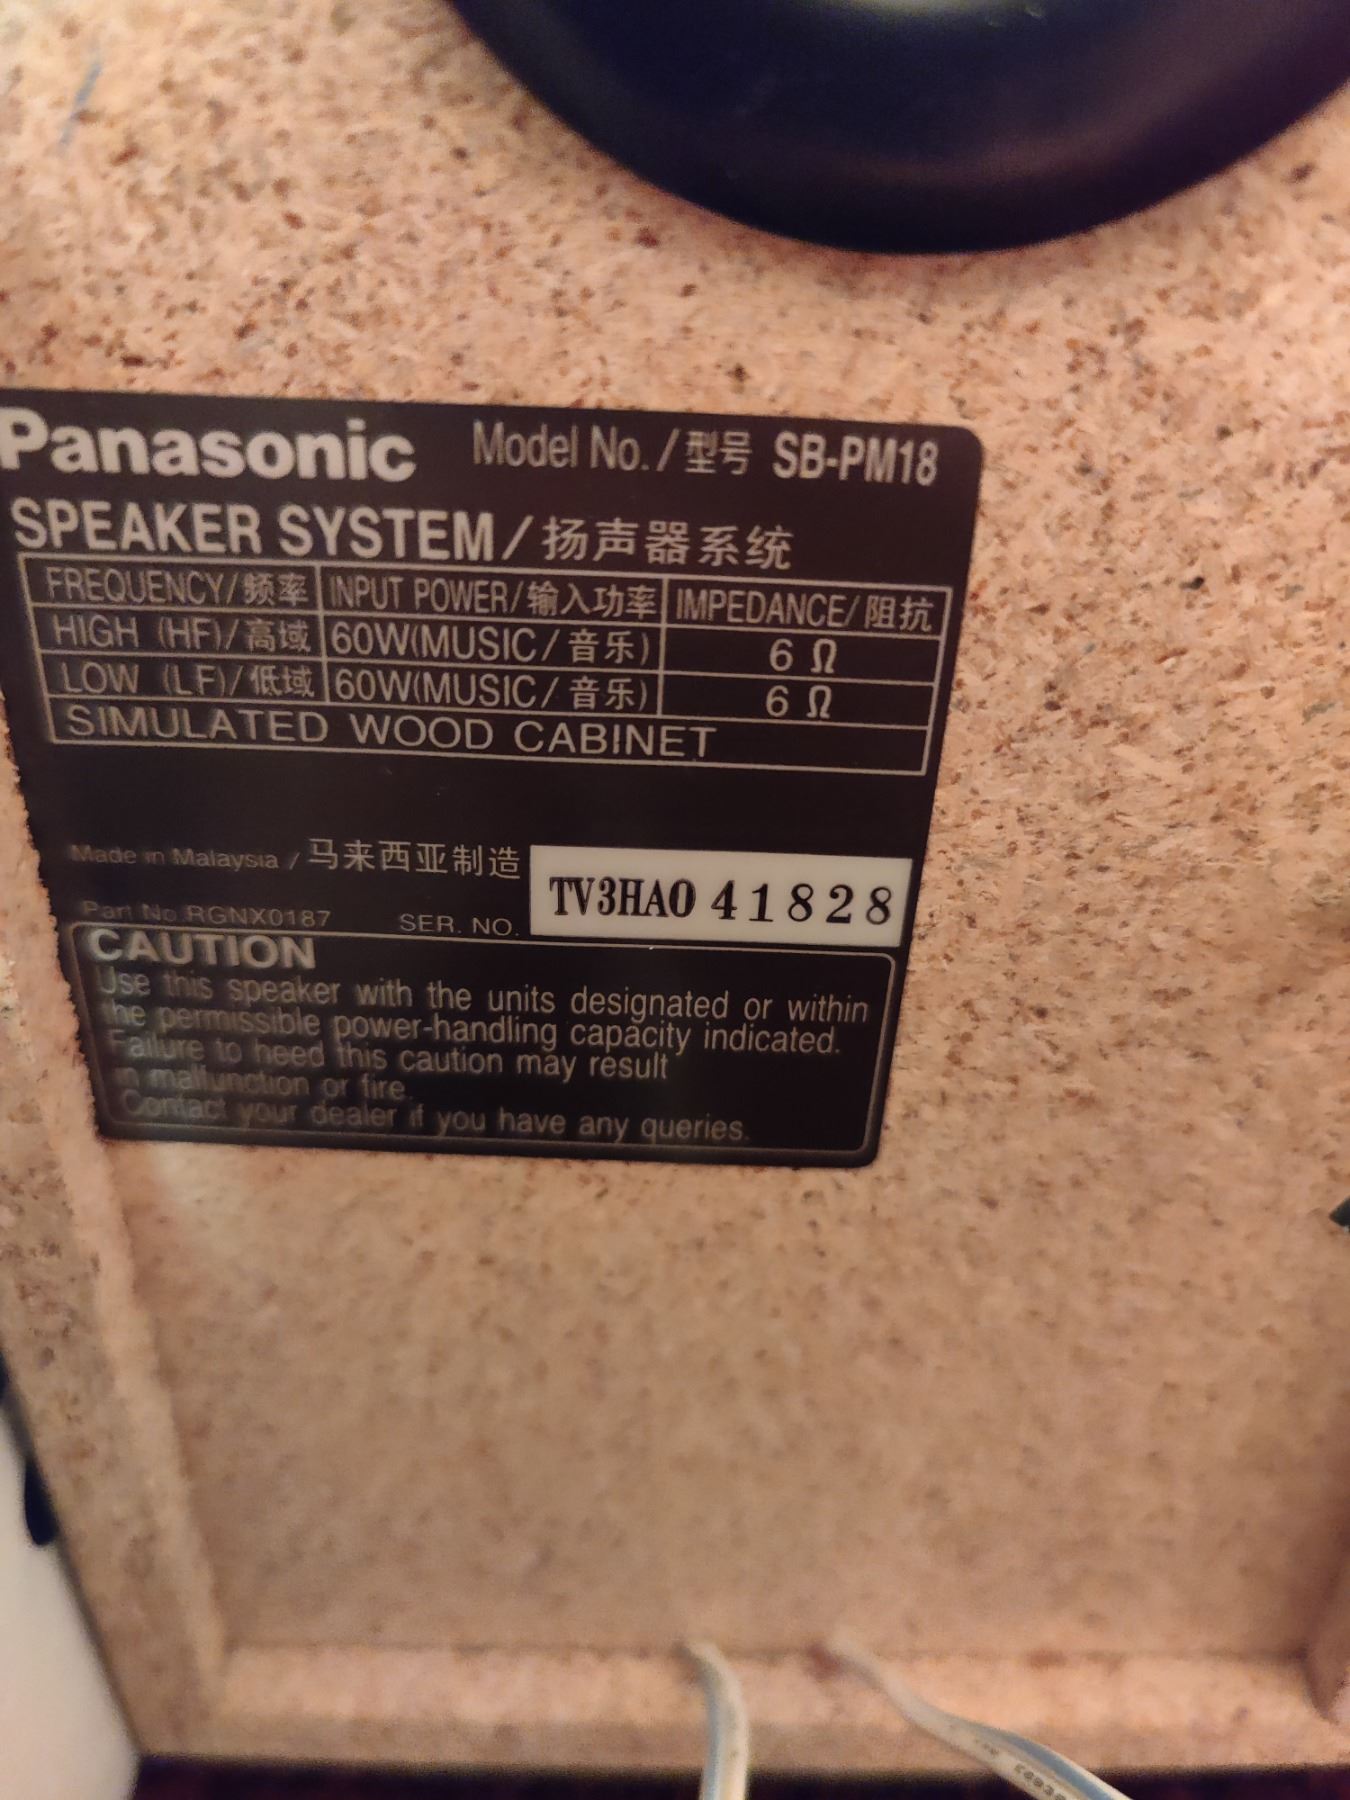 Panasonic Model No./型号 SB-PM18
SPEAKER SYSTEM/扬声器系统
FREQUENCY/频率 INPUT POWER/输入功率 IMPEDANCE/阻抗
HIGH (HF)/高域 60W(MUSIC/音乐) 6 Ω
LOW (LF)/低域 60W(MUSIC/音乐) 6 Ω
SIMULATED WOOD CABINET
Made in Malaysia / 马来西亚制造
Part No.RGNX0187 SER. NO. TV3HA0 41828
CAUTION
Use this speaker with the units designated or within
the permissible power-handling capacity indicated.
Failure to heed this caution may result
in malfunction or fire.
Contact your dealer if you have any queries.